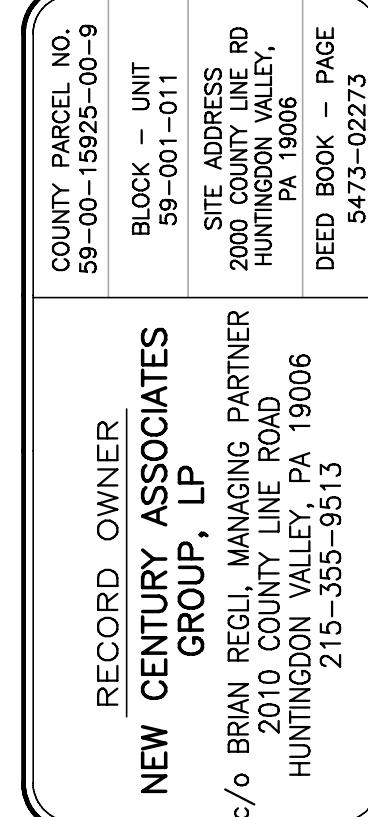 RECORD OWNER
NEW CENTURY ASSOCIATES
GROUP, LP
c/o BRIAN REGLI, MANAGING PARTNER
2010 COUNTY LINE ROAD
HUNTINGDON VALLEY, PA 19006
215-355-9513
COUNTY PARCEL NO.
59-00-15925-00-9
BLOCK - UNIT
59-001-011
SITE ADDRESS
2000 COUNTY LINE RD
HUNTINGDON VALLEY,
PA 19006
DEED BOOK - PAGE
5473-02273